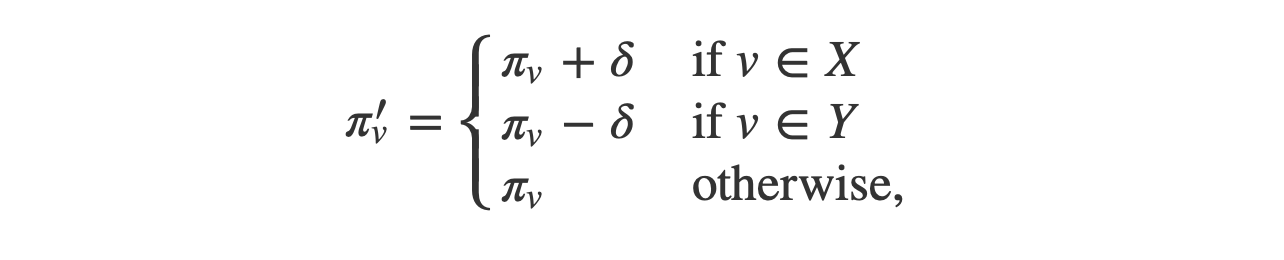 π′_v = { π_v + δ if v ∈ X
π_v − δ if v ∈ Y
π_v otherwise,